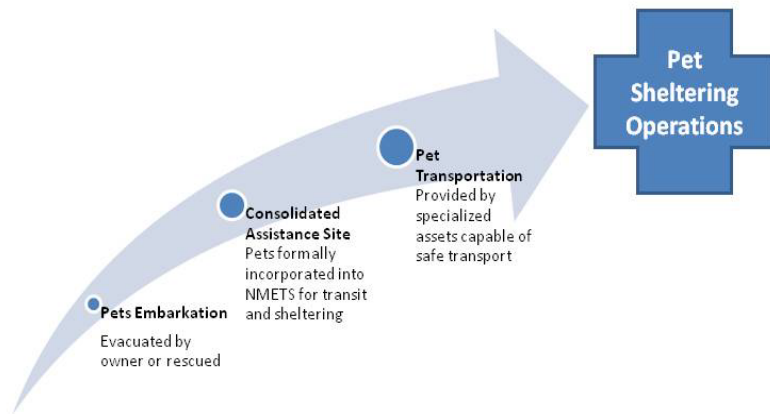 Pet
Sheltering
Operations
Pet
Transportation
Provided by
specialized
assets capable of
safe transport
Consolidated
Assistance Site
Pets formally
incorporated into
NMETS for transit
and sheltering
Pets Embarkation
Evacuated by
owner or rescued